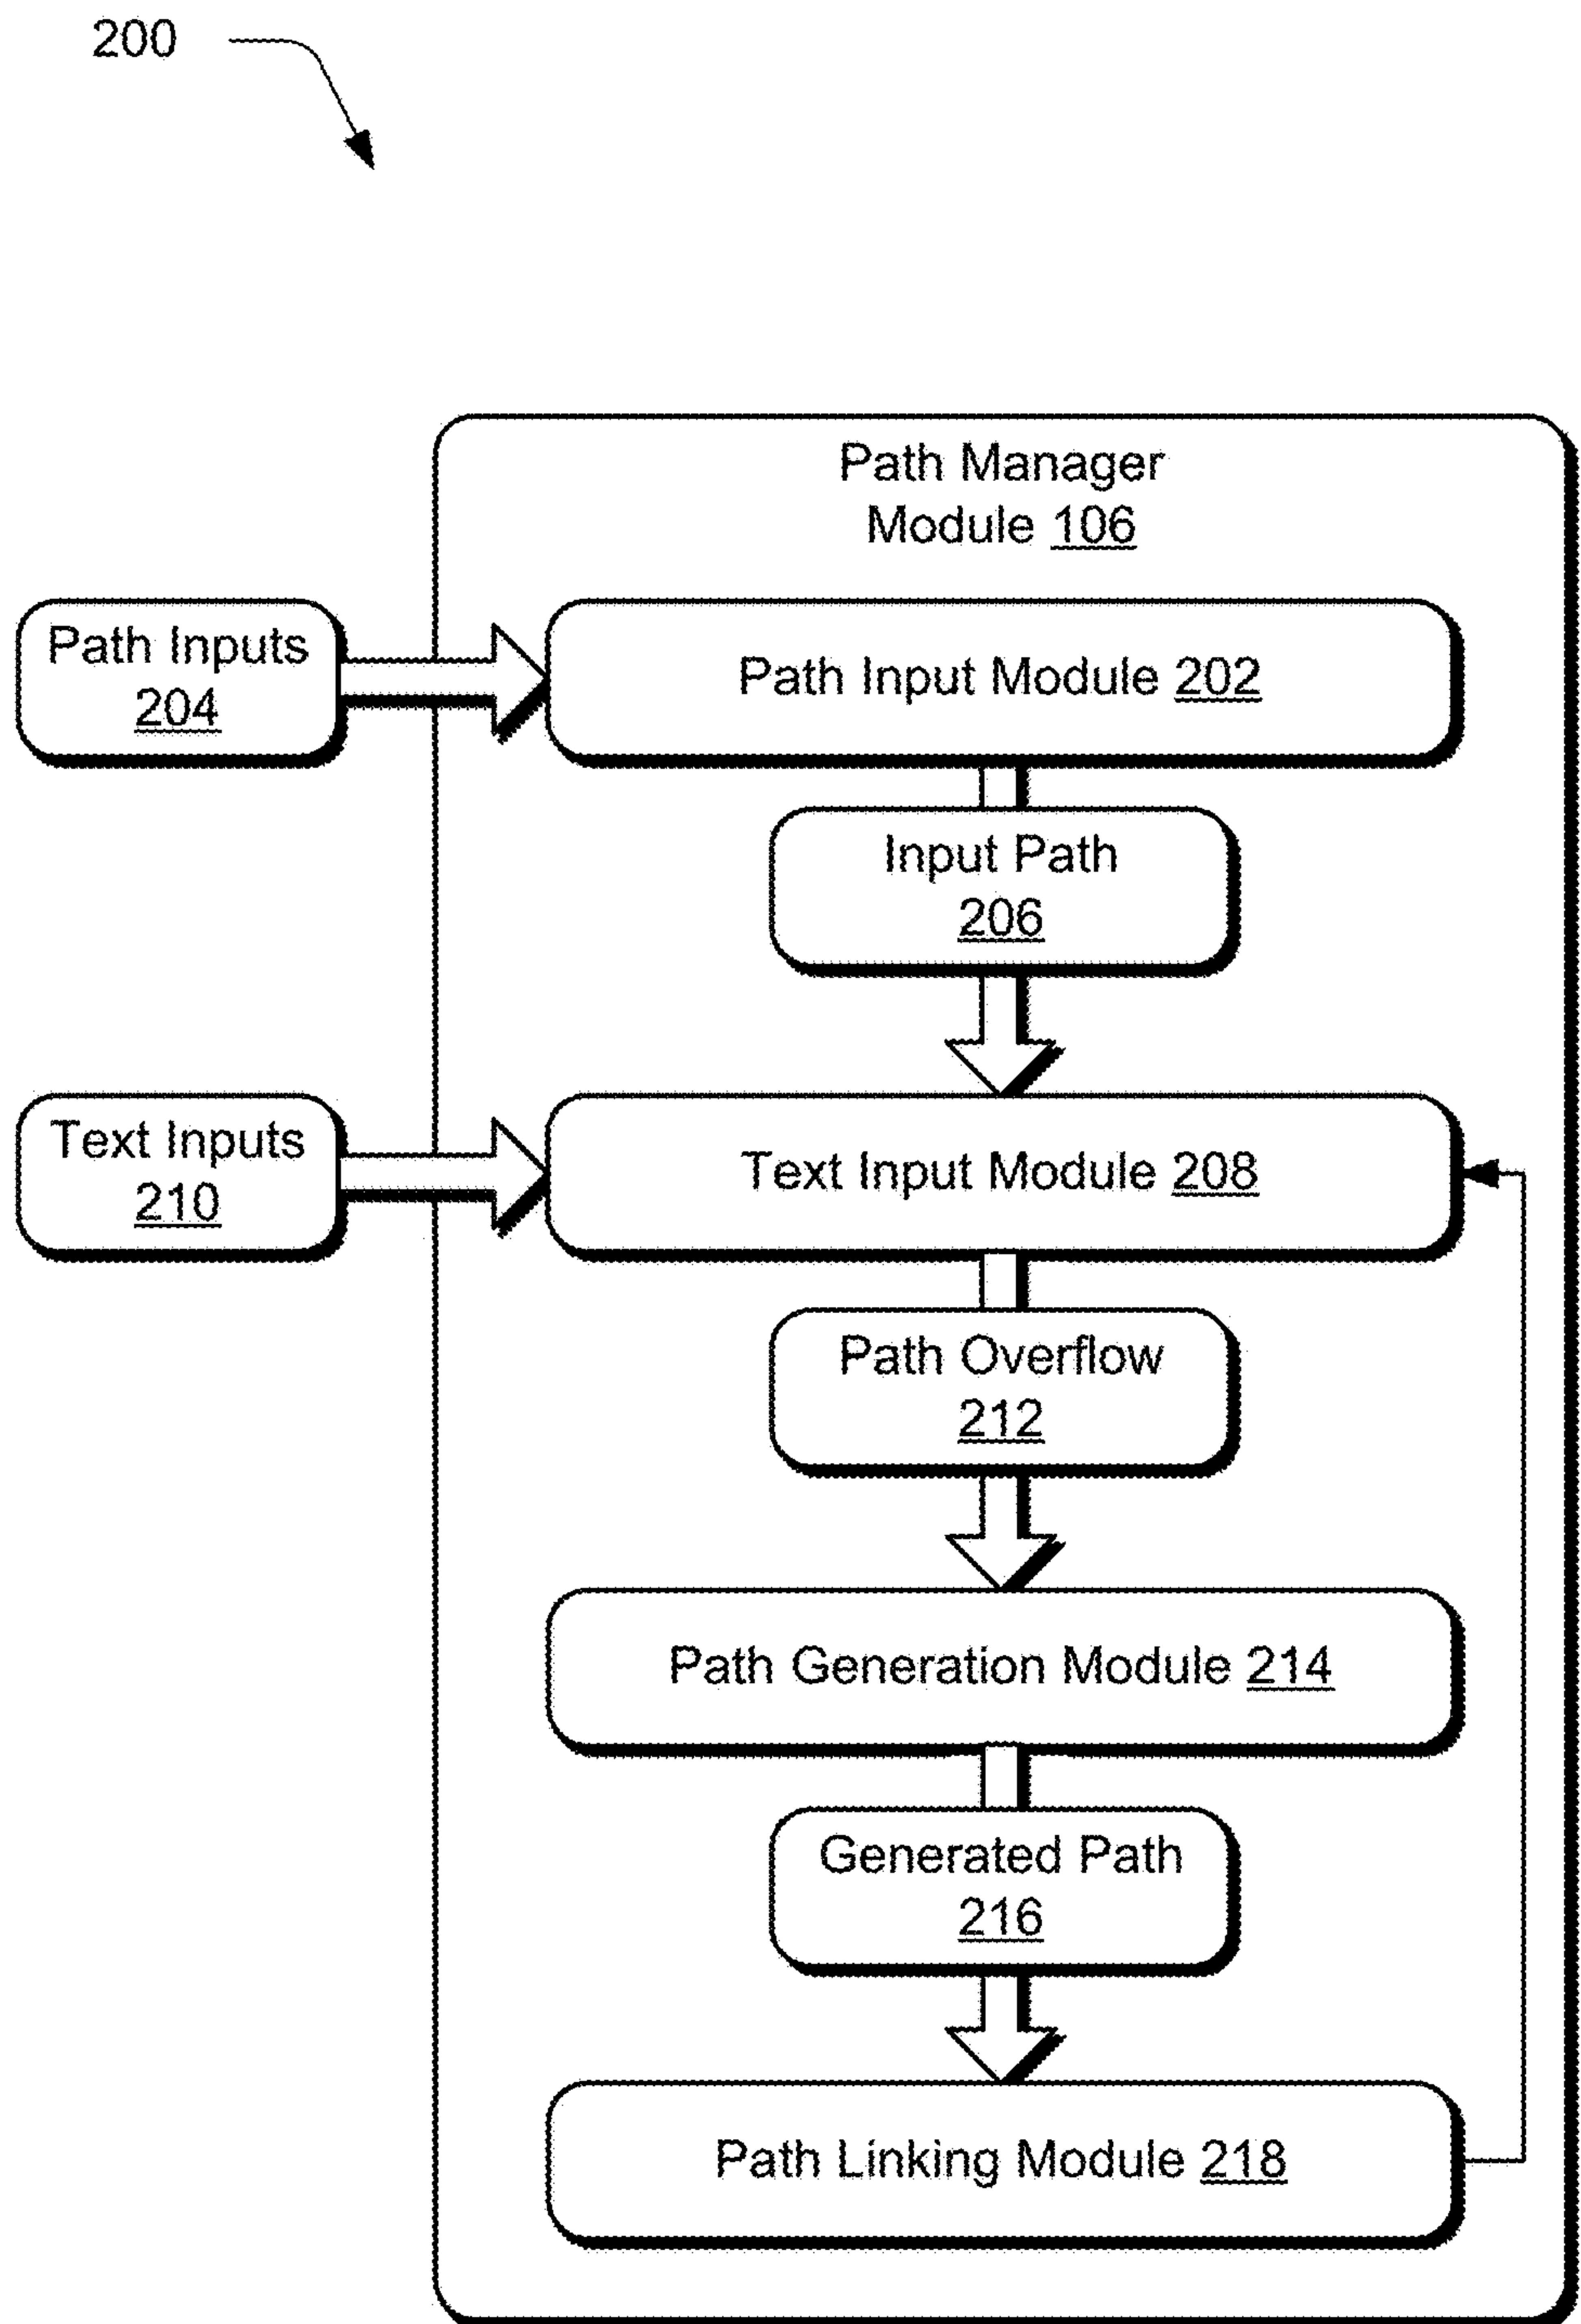 200
Path Manager
Module 106
Path Inputs
204
Path Input Module 202
Input Path
206
Text Inputs
210
Text Input Module 208
Path Overflow
212
Path Generation Module 214
Generated Path
216
Path Linking Module 218